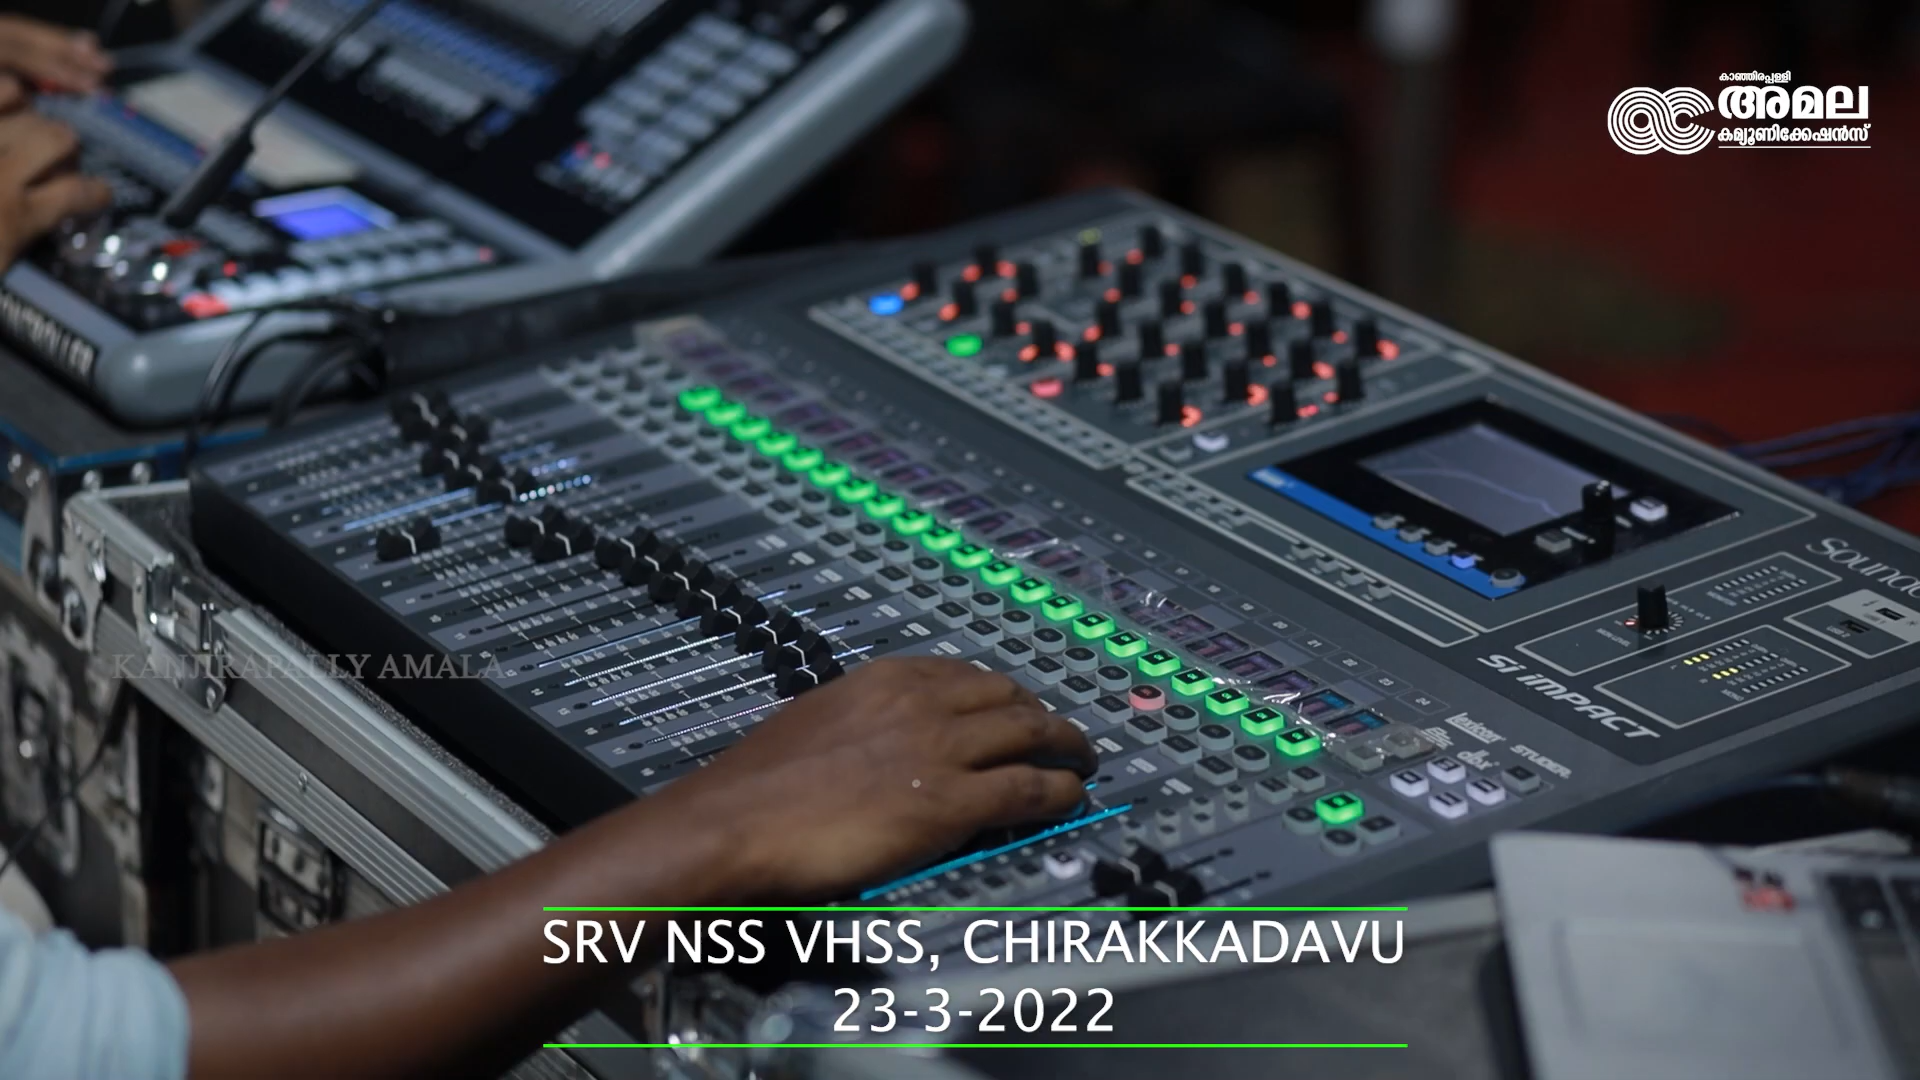 കാഞ്ഞിരപ്പള്ളി
അമല
കമ്യൂണിക്കേഷൻസ്
Si iMPACT
lexicon
dbx
STUDER
KANJIRAPALLY AMALA
SRV NSS VHSS, CHIRAKKADAVU
23-3-2022